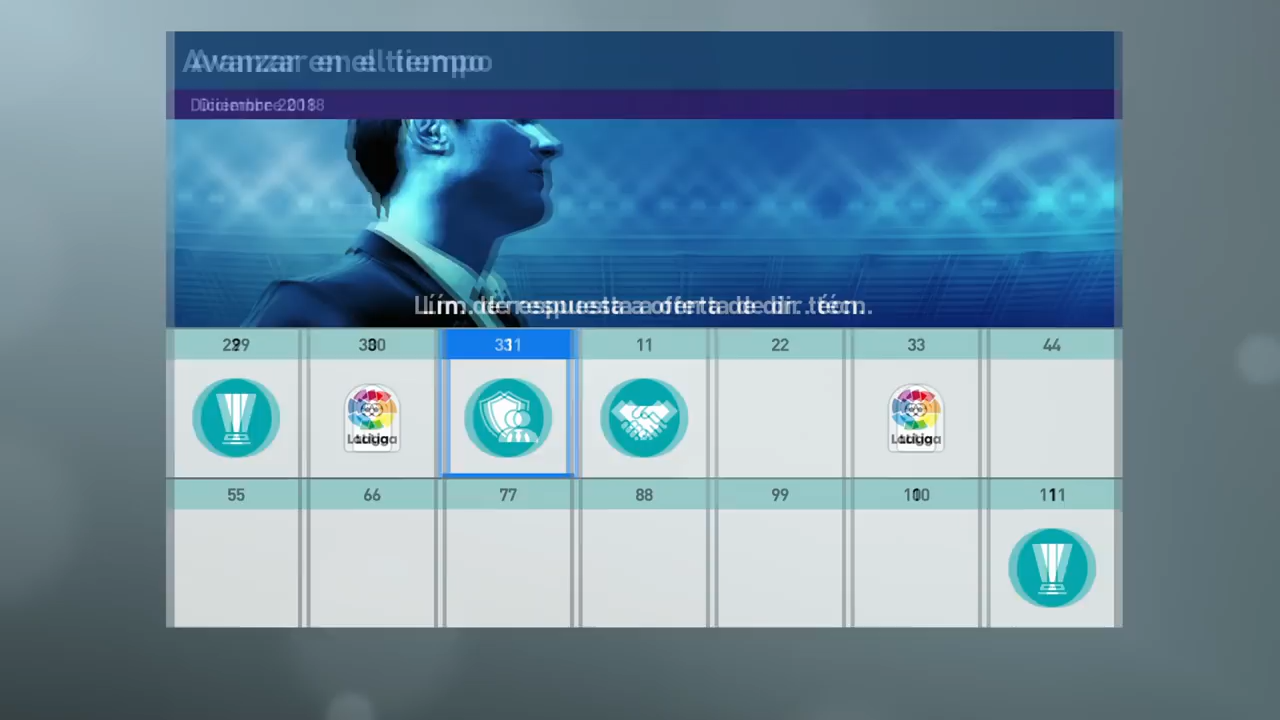 Avanzar en el tiempo
Diciembre 2018
Lím. de respuesta a oferta de dir. téc.
29 30 31 1 2 3 4
LaLiga LaLiga
5 6 7 8 9 10 11